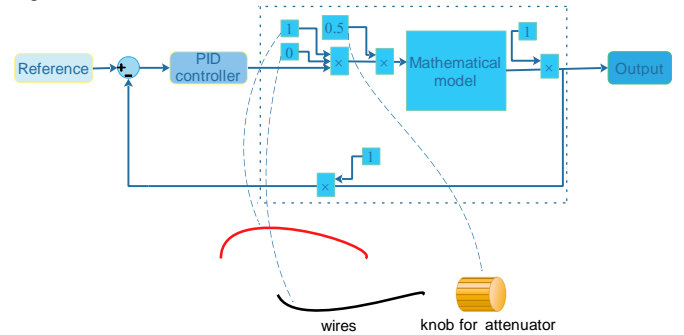 1
0.5
0
1
Reference
+
-
PID
controller
×
×
Mathematical
model
×
Output
1
×
wires
knob for attenuator